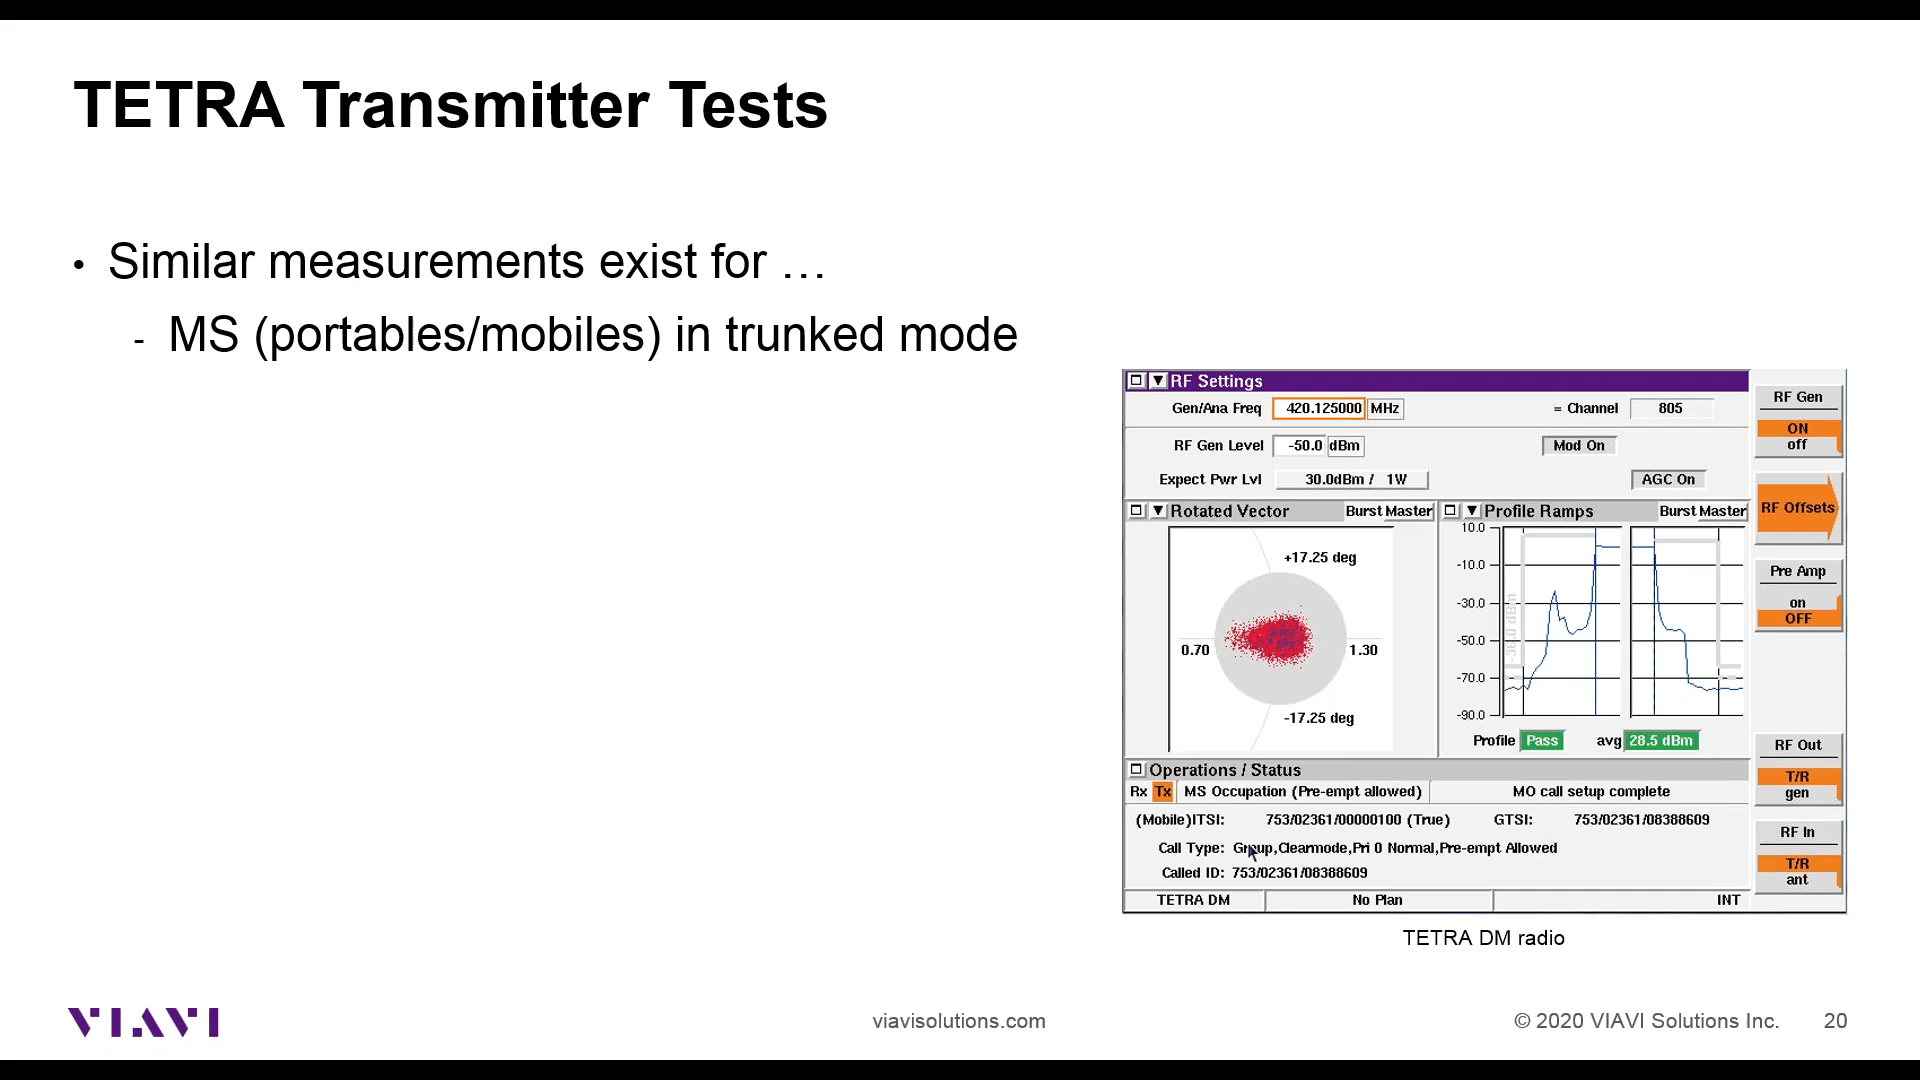 TETRA Transmitter Tests
• Similar measurements exist for …
- MS (portables/mobiles) in trunked mode
RF Settings
Gen/Ana Freq 420.125000 MHz = Channel 805
RF Gen Level -50.0 dBm Mod On
Expect Pwr Lvl 30.0dBm / 1W AGC On
Rotated Vector Burst Master
+17.25 deg
0.70 1.30
-17.25 deg
Profile Ramps Burst Master
10.0
-10.0
-30.0
-50.0
-70.0
-90.0
-36.0 dBm
Profile Pass avg 28.5 dBm
Operations / Status
Rx Tx MS Occupation (Pre-empt allowed) MO call setup complete
(Mobile)ITSI: 753/02361/00000100 (True) GTSI: 753/02361/08388609
Call Type: Group,Clearmode,Pri 0 Normal,Pre-empt Allowed
Called ID: 753/02361/08388609
TETRA DM No Plan INT
RF Gen
ON
off
RF Offsets
Pre Amp
on
OFF
RF Out
T/R
gen
RF In
T/R
ant
TETRA DM radio
VIAVI
viavisolutions.com
© 2020 VIAVI Solutions Inc. 20